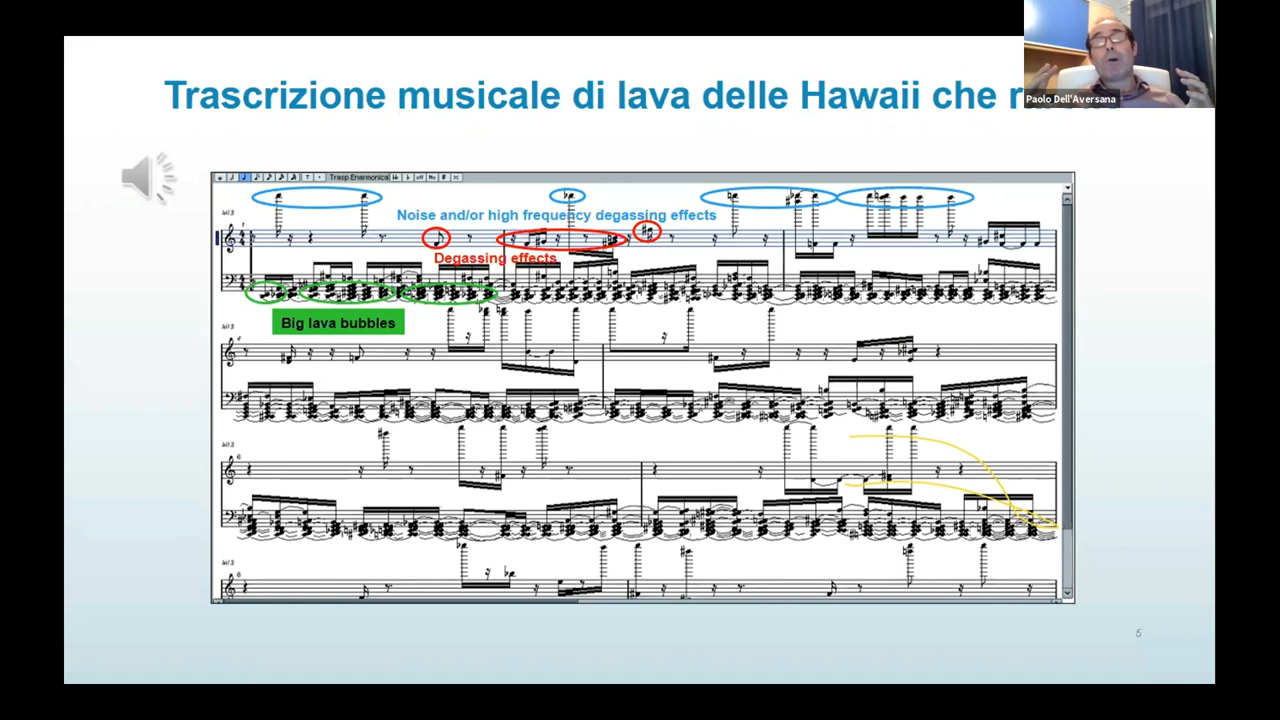 Trascrizione musicale di lava delle Hawaii che
Paolo Dell'Aversana
Trasp.Enarmonica
Noise and/or high frequency degassing effects
Degassing effects
Big lava bubbles
5